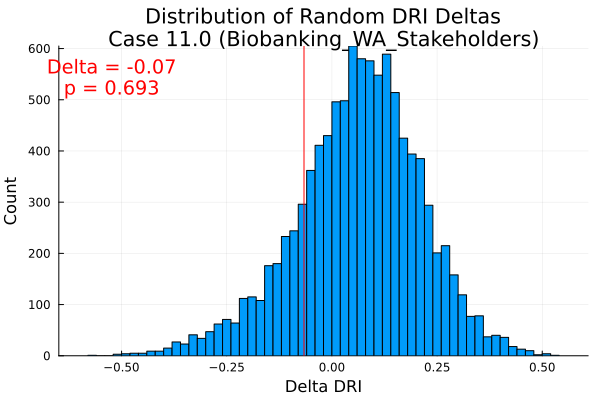 Distribution of Random DRI Deltas
Case 11.0 (Biobanking_WA_Stakeholders)
Delta = -0.07
p = 0.693
600
500
400
300
200
100
0
Count
−0.50
−0.25
0.00
0.25
0.50
Delta DRI